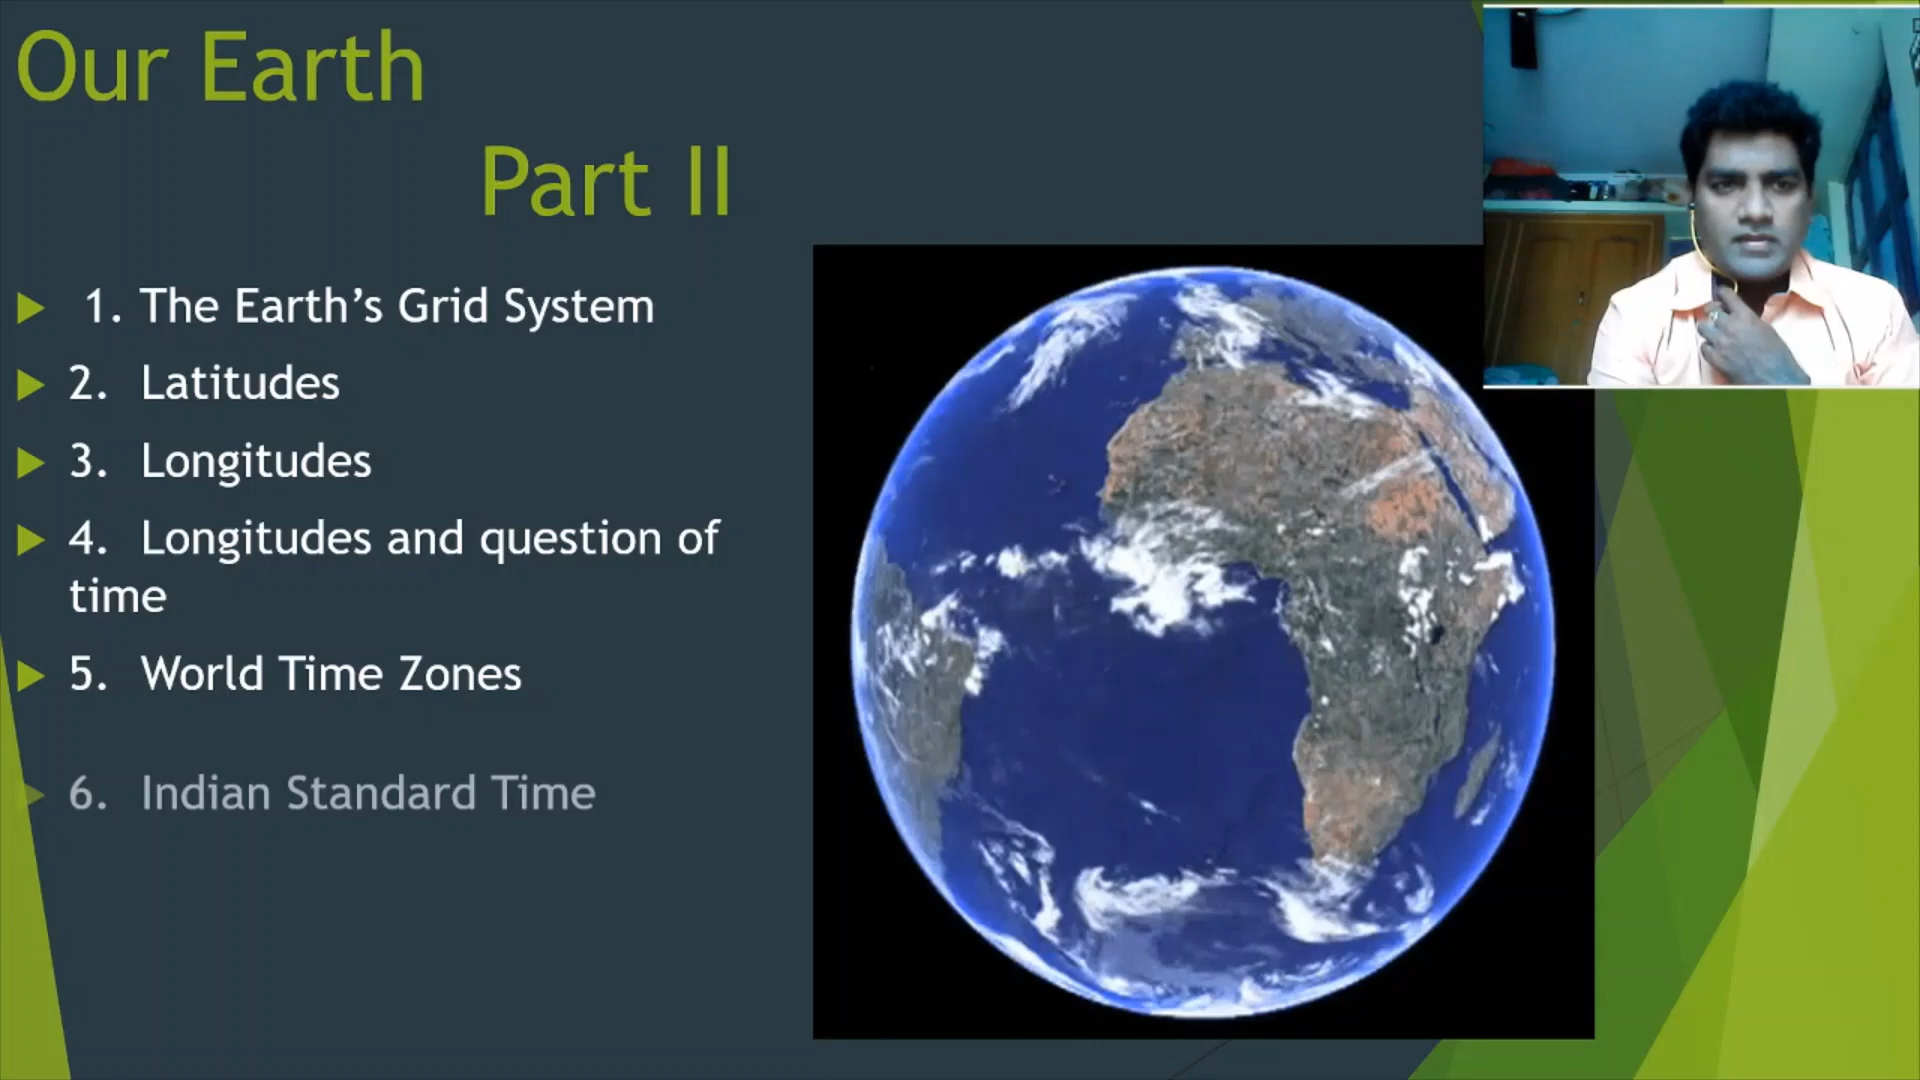 Our Earth
Part II
1. The Earth’s Grid System
2. Latitudes
3. Longitudes
4. Longitudes and question of
time
5. World Time Zones
6. Indian Standard Time